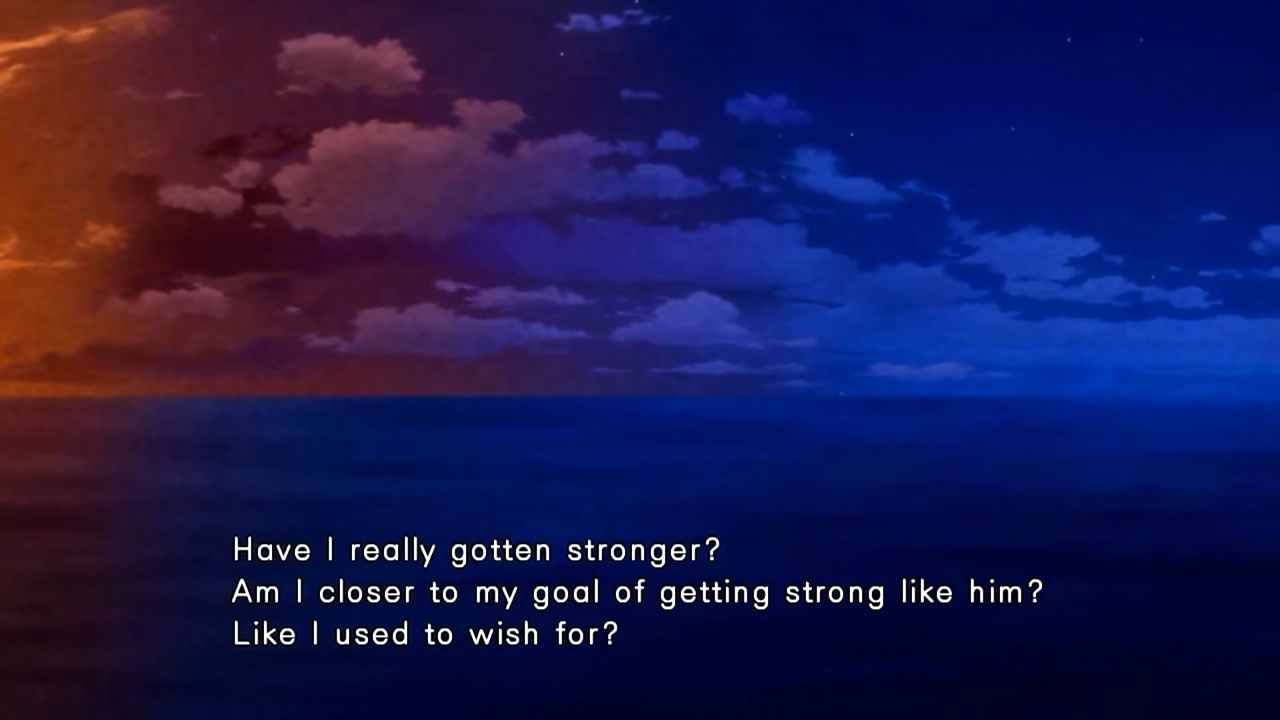 Have I really gotten stronger?
Am I closer to my goal of getting strong like him?
Like I used to wish for?